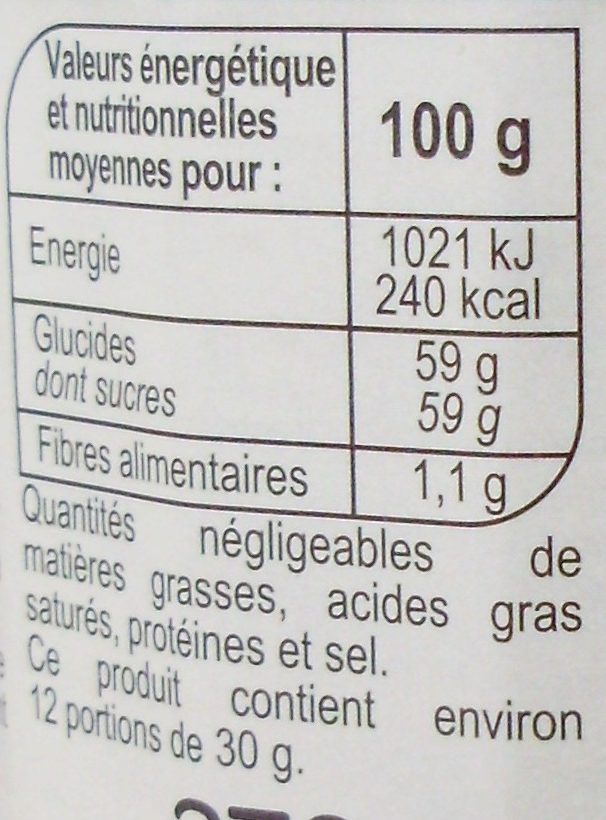 Valeurs énergétique
et nutritionnelles
moyennes pour :
100 g
Energie
1021 kJ
240 kcal
Glucides
59 g
dont sucres
59 g
Fibres alimentaires
1,1 g
Quantités négligeables de
matières grasses, acides gras
saturés, protéines et sel.
Ce produit contient environ
12 portions de 30 g.